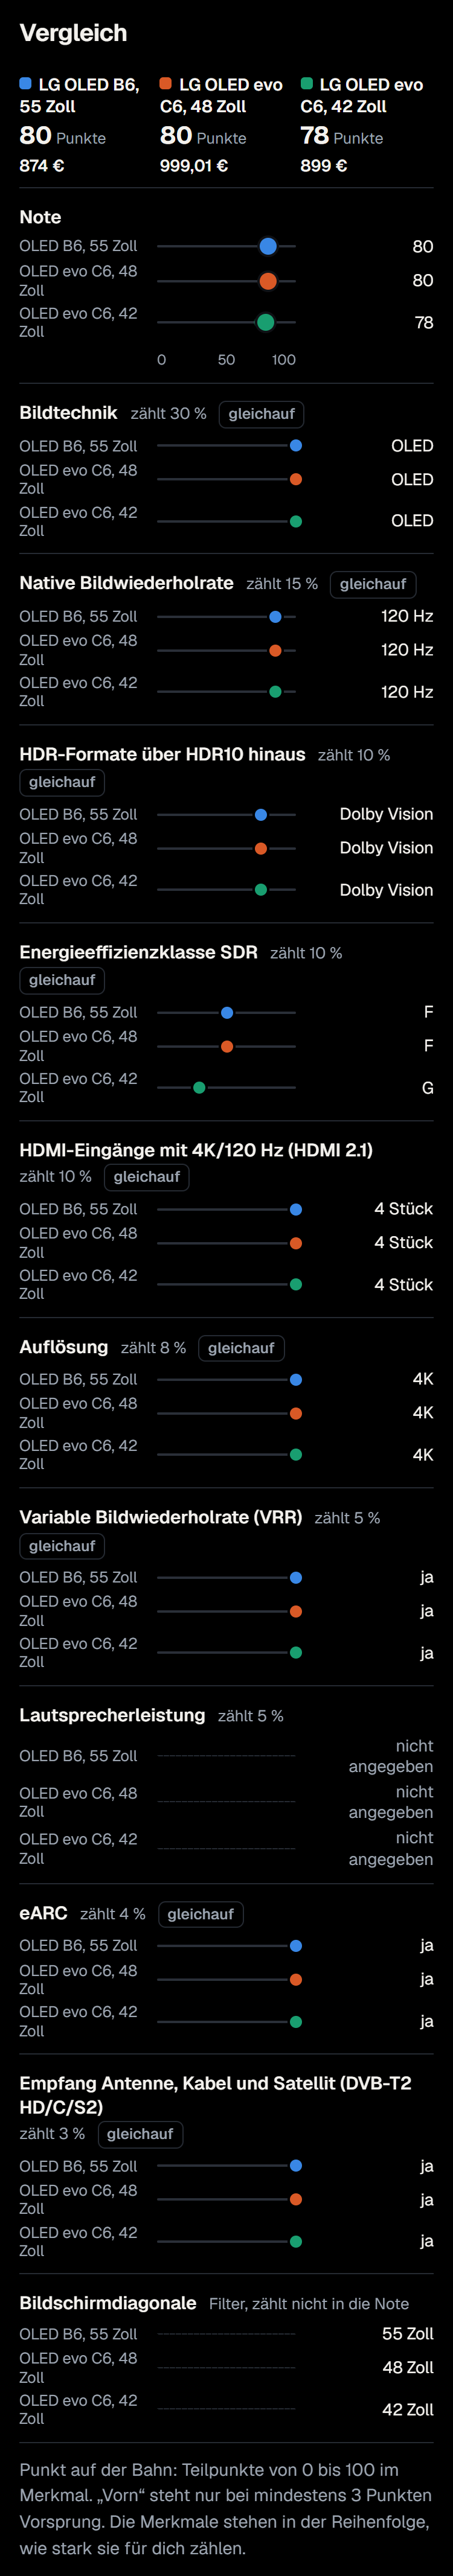 Vergleich
LG OLED B6, 55 Zoll
80 Punkte
874 €
LG OLED evo C6, 48 Zoll
80 Punkte
999,01 €
LG OLED evo C6, 42 Zoll
78 Punkte
899 €
Note
OLED B6, 55 Zoll 80
OLED evo C6, 48 Zoll 80
OLED evo C6, 42 Zoll 78
0 50 100
Bildtechnik zählt 30 % gleichauf
OLED B6, 55 Zoll OLED
OLED evo C6, 48 Zoll OLED
OLED evo C6, 42 Zoll OLED
Native Bildwiederholrate zählt 15 % gleichauf
OLED B6, 55 Zoll 120 Hz
OLED evo C6, 48 Zoll 120 Hz
OLED evo C6, 42 Zoll 120 Hz
HDR-Formate über HDR10 hinaus zählt 10 %
gleichauf
OLED B6, 55 Zoll Dolby Vision
OLED evo C6, 48 Zoll Dolby Vision
OLED evo C6, 42 Zoll Dolby Vision
Energieeffizienzklasse SDR zählt 10 %
gleichauf
OLED B6, 55 Zoll F
OLED evo C6, 48 Zoll F
OLED evo C6, 42 Zoll G
HDMI-Eingänge mit 4K/120 Hz (HDMI 2.1)
zählt 10 % gleichauf
OLED B6, 55 Zoll 4 Stück
OLED evo C6, 48 Zoll 4 Stück
OLED evo C6, 42 Zoll 4 Stück
Auflösung zählt 8 % gleichauf
OLED B6, 55 Zoll 4K
OLED evo C6, 48 Zoll 4K
OLED evo C6, 42 Zoll 4K
Variable Bildwiederholrate (VRR) zählt 5 %
gleichauf
OLED B6, 55 Zoll ja
OLED evo C6, 48 Zoll ja
OLED evo C6, 42 Zoll ja
Lautsprecherleistung zählt 5 %
OLED B6, 55 Zoll nicht angegeben
OLED evo C6, 48 Zoll nicht angegeben
OLED evo C6, 42 Zoll nicht angegeben
eARC zählt 4 % gleichauf
OLED B6, 55 Zoll ja
OLED evo C6, 48 Zoll ja
OLED evo C6, 42 Zoll ja
Empfang Antenne, Kabel und Satellit (DVB-T2
HD/C/S2)
zählt 3 % gleichauf
OLED B6, 55 Zoll ja
OLED evo C6, 48 Zoll ja
OLED evo C6, 42 Zoll ja
Bildschirmdiagonale Filter, zählt nicht in die Note
OLED B6, 55 Zoll 55 Zoll
OLED evo C6, 48 Zoll 48 Zoll
OLED evo C6, 42 Zoll 42 Zoll
Punkt auf der Bahn: Teilpunkte von 0 bis 100 im
Merkmal. „Vorn“ steht nur bei mindestens 3 Punkten
Vorsprung. Die Merkmale stehen in der Reihenfolge,
wie stark sie für dich zählen.